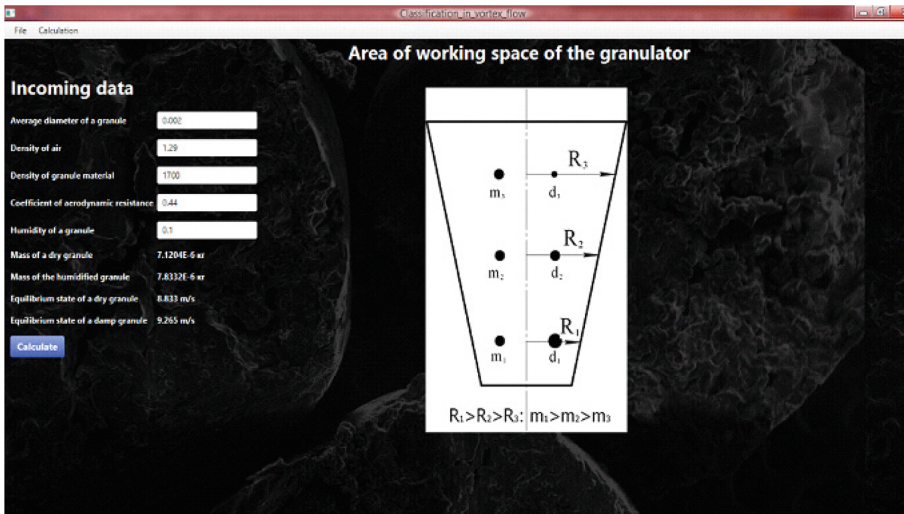 Classification_in_vortex_flow
File Calculation
Area of working space of the granulator
Incoming data
Average diameter of a granule 0.002
Density of air 1.29
Density of granule material 1700
Coefficient of aerodynamic resistance 0.44
Humidity of a granule 0.1
Mass of a dry granule 7.1204E-6 кг
Mass of the humidified granule 7.8332E-6 кг
Equilibrium state of a dry granule 8.833 m/s
Equilibrium state of a damp granule 9.265 m/s
Calculate
R₃
m₃ d₃
R₂
m₂ d₂
R₁
m₁ d₁
R₁>R₂>R₃: m₁>m₂>m₃